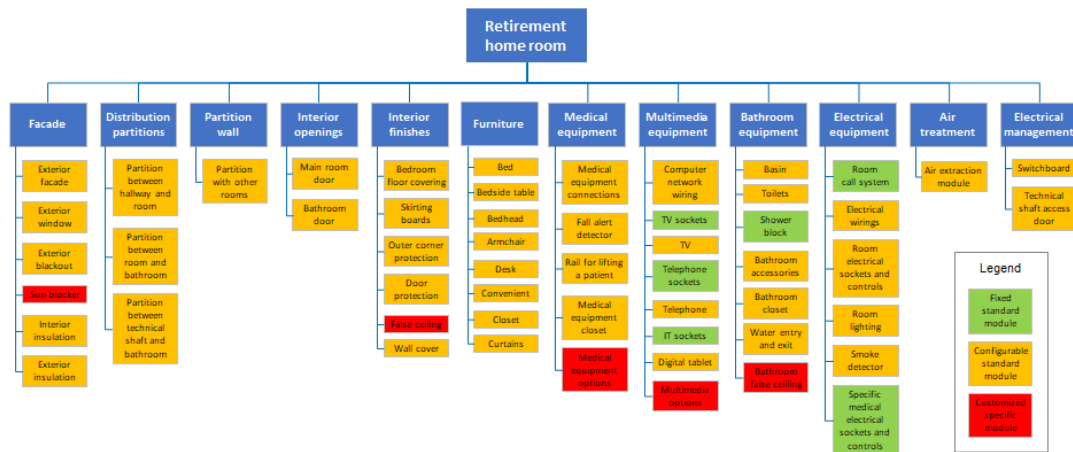 Retirement
home room
Facade
Distribution
partitions
Partition
wall
Interior
openings
Interior
finishes
Furniture
Medical
equipment
Multimedia
equipment
Bathroom
equipment
Electrical
equipment
Air
treatment
Electrical
management
Exterior
facade
Exterior
window
Exterior
blackout
Sun blocker
Interior
insulation
Exterior
insulation
Partition
between
hallway and
room
Partition
between
room and
bathroom
Partition
between
technical
shaft and
bathroom
Partition
with other
rooms
Main room
door
Bathroom
door
Bedroom
floor covering
Skirting
boards
Outer corner
protection
Door
protection
False ceiling
Wall cover
Bed
Bedside table
Bedhead
Armchair
Desk
Convenient
Closet
Curtains
Medical
equipment
connections
Fall alert
detector
Rail for lifting
a patient
Medical
equipment
closet
Medical
equipment
options
Computer
network
wiring
TV sockets
TV
Telephone
sockets
Telephone
IT sockets
Digital tablet
Multimedia
options
Basin
Toilets
Shower
block
Bathroom
accessories
Bathroom
closet
Water entry
and exit
Bathroom
false ceiling
Room
call system
Electrical
wirings
Room
electrical
sockets and
controls
Room
lighting
Smoke
detector
Specific
medical
electrical
sockets and
controls
Air extraction
module
Switchboard
Technical
shaft access
door
Legend
Fixed
standard
module
Configurable
standard
module
Customized
specific
module